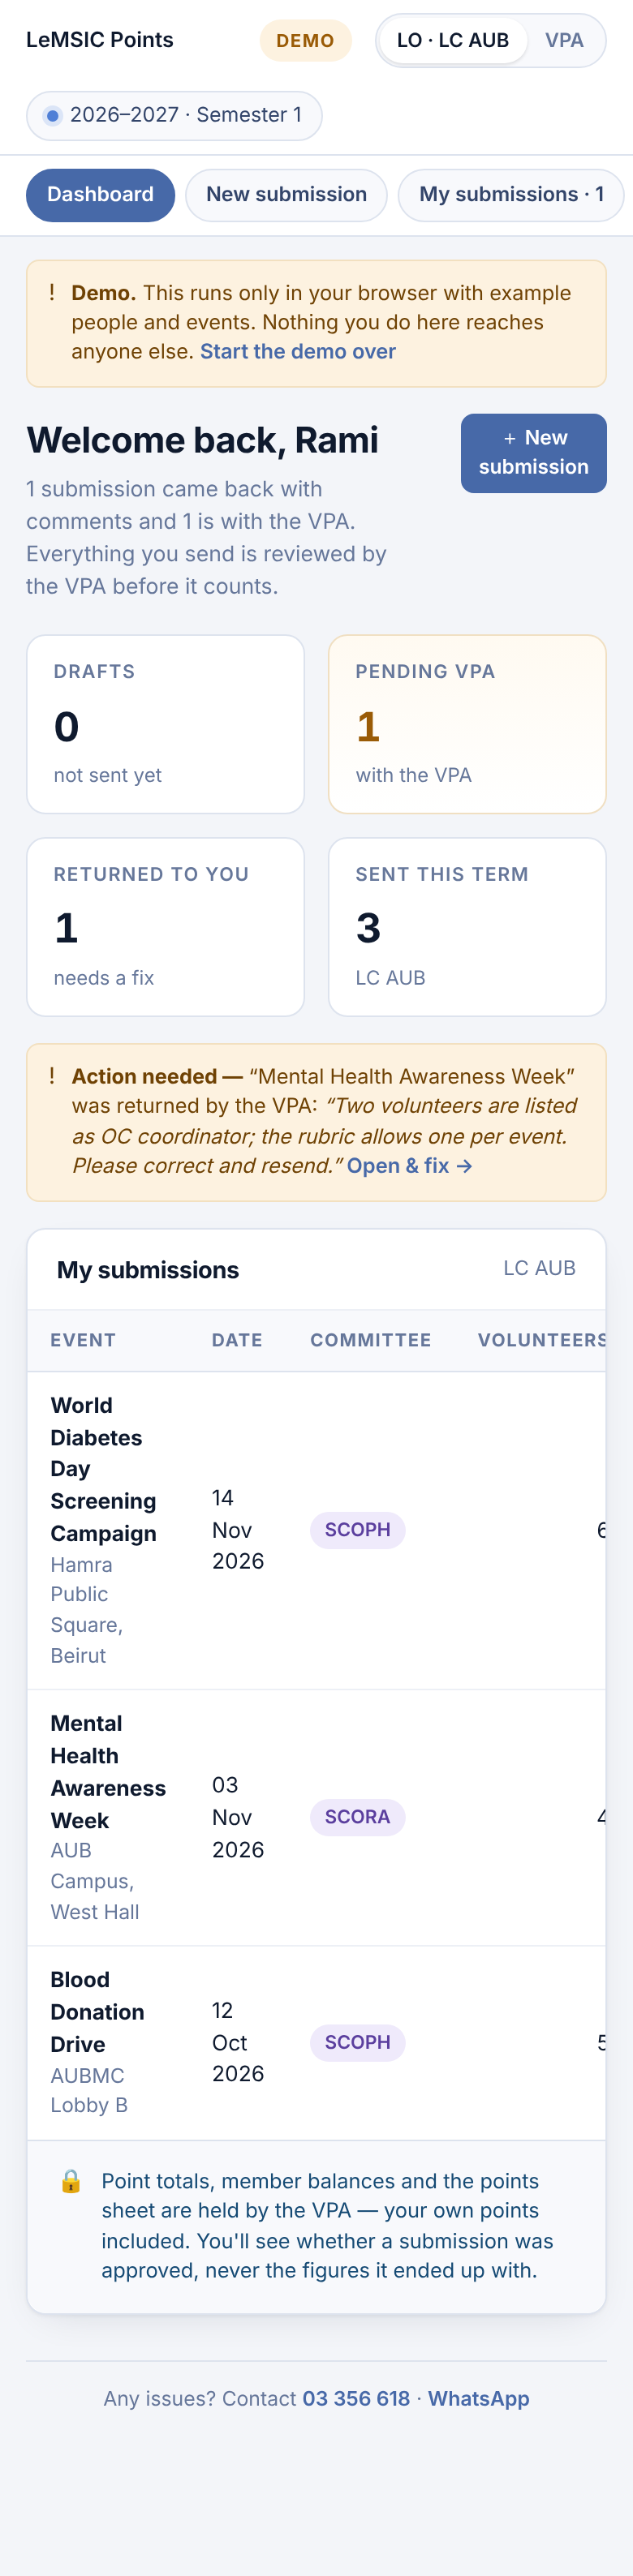 LeMSIC Points
DEMO
LO · LC AUB
VPA
2026–2027 · Semester 1
Dashboard
New submission
My submissions · 1
! Demo. This runs only in your browser with example
people and events. Nothing you do here reaches
anyone else. Start the demo over
Welcome back, Rami
+ New
submission
1 submission came back with
comments and 1 is with the VPA.
Everything you send is reviewed by
the VPA before it counts.
DRAFTS
0
not sent yet
PENDING VPA
1
with the VPA
RETURNED TO YOU
1
needs a fix
SENT THIS TERM
3
LC AUB
! Action needed — “Mental Health Awareness Week”
was returned by the VPA: “Two volunteers are listed
as OC coordinator; the rubric allows one per event.
Please correct and resend.” Open & fix →
My submissions
LC AUB
EVENT DATE COMMITTEE VOLUNTEERS
World
Diabetes
Day
Screening
Campaign
Hamra
Public
Square,
Beirut
14
Nov
2026
SCOPH
6
Mental
Health
Awareness
Week
AUB
Campus,
West Hall
03
Nov
2026
SCORA
4
Blood
Donation
Drive
AUBMC
Lobby B
12
Oct
2026
SCOPH
5
Point totals, member balances and the points
sheet are held by the VPA — your own points
included. You'll see whether a submission was
approved, never the figures it ended up with.
Any issues? Contact 03 356 618 · WhatsApp